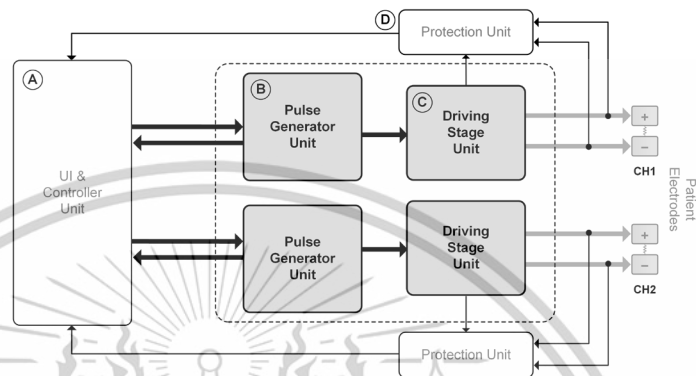 D
Protection Unit
A
UI &
Controller
Unit
B
Pulse
Generator
Unit
C
Driving
Stage
Unit
+
−
CH1
Patient
Electrodes
Pulse
Generator
Unit
Driving
Stage
Unit
+
−
CH2
Protection Unit